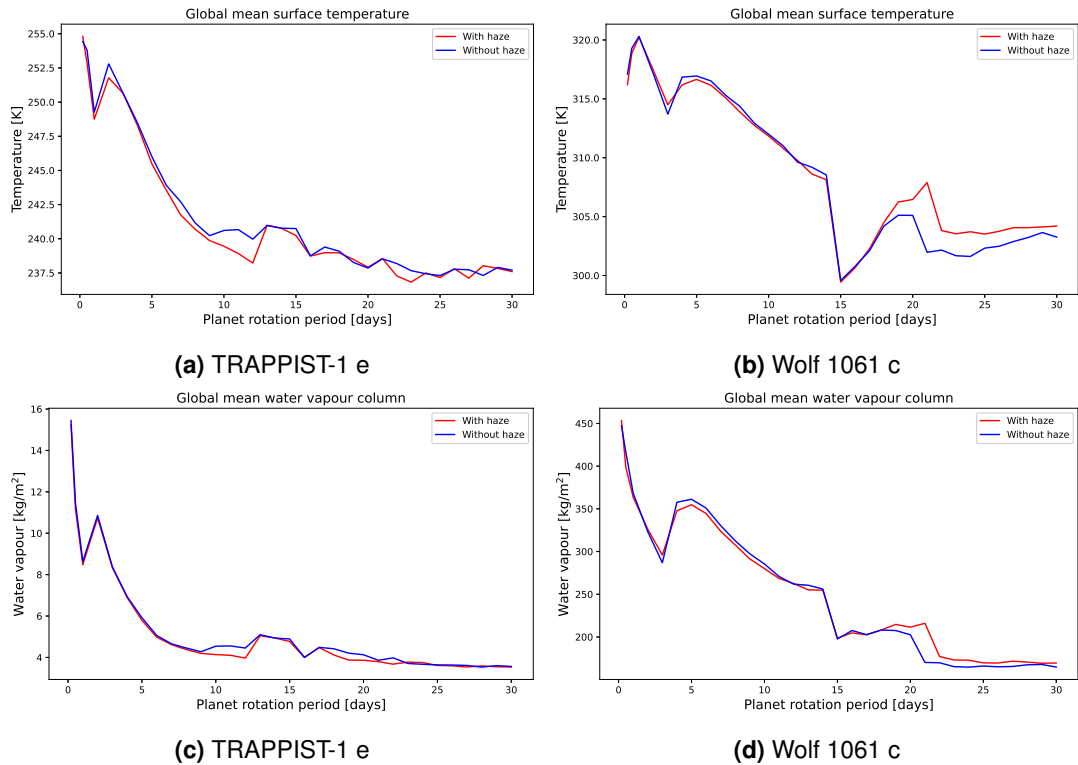 Global mean surface temperature
With haze
Without haze
255.0
252.5
250.0
247.5
245.0
242.5
240.0
237.5
Temperature [K]
0 5 10 15 20 25 30
Planet rotation period [days]
(a) TRAPPIST-1 e
Global mean surface temperature
With haze
Without haze
320.0
315.0
310.0
305.0
300.0
Temperature [K]
0 5 10 15 20 25 30
Planet rotation period [days]
(b) Wolf 1061 c
Global mean water vapour column
With haze
Without haze
16
14
12
10
8
6
4
Water vapour [kg/m²]
0 5 10 15 20 25 30
Planet rotation period [days]
(c) TRAPPIST-1 e
Global mean water vapour column
With haze
Without haze
450
400
350
300
250
200
Water vapour [kg/m²]
0 5 10 15 20 25 30
Planet rotation period [days]
(d) Wolf 1061 c